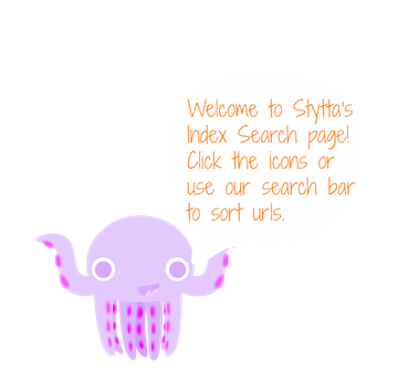 Welcome to Stytta's
Index Search page!
Click the icons or
use our search bar
to sort urls.